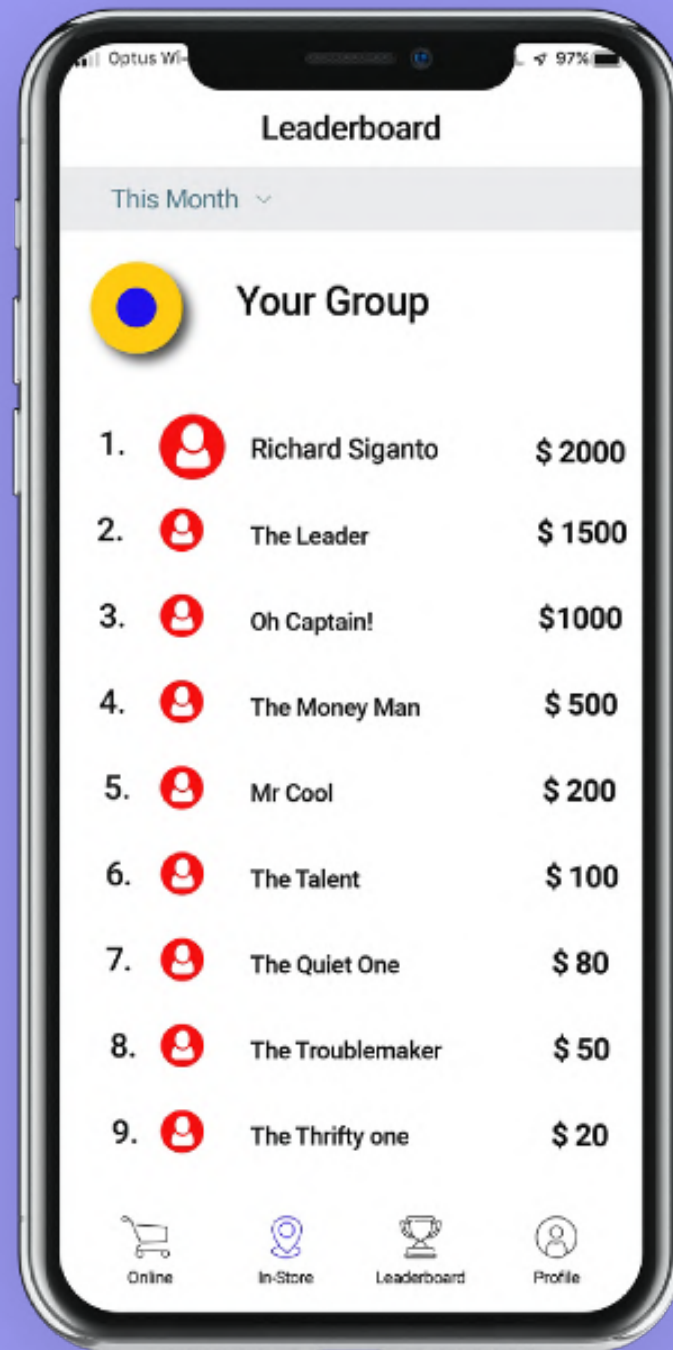 Optus Wi- 97%
Leaderboard
This Month
Your Group
1. Richard Siganto $ 2000
2. The Leader $ 1500
3. Oh Captain! $1000
4. The Money Man $ 500
5. Mr Cool $ 200
6. The Talent $ 100
7. The Quiet One $ 80
8. The Troublemaker $ 50
9. The Thrifty one $ 20
Online In-Store Leaderboard Profile